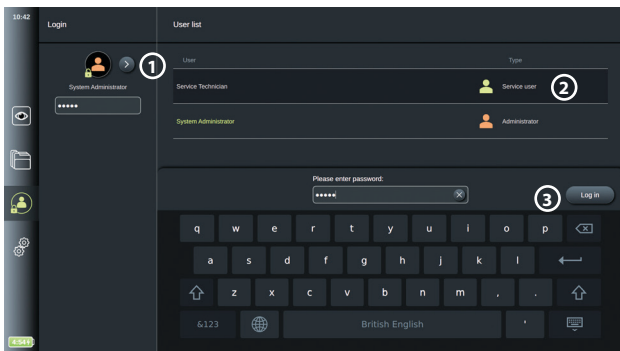 10:42
Login
User list
1
User
Type
System Administrator
•••••
Service Technician
Service user
2
System Administrator
Administrator
Please enter password:
•••••
3
Log in
q w e r t y u i o p
a s d f g h j k l
z x c v b n m , .
&123
British English
'
4:54